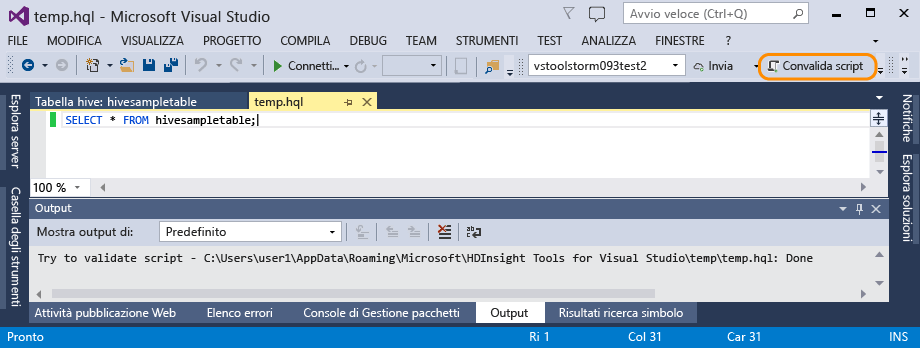 temp.hql - Microsoft Visual Studio
Avvio veloce (Ctrl+Q)
FILE MODIFICA VISUALIZZA PROGETTO COMPILA DEBUG TEAM STRUMENTI TEST ANALIZZA FINESTRE ?
Connetti... vstoolstorm093test2 Invia Convalida script
Esplora server
Casella degli strumenti
Tabella hive: hivesampletable temp.hql
SELECT * FROM hivesampletable;
100 %
Output
Mostra output di: Predefinito
Try to validate script - C:\Users\user1\AppData\Roaming\Microsoft\HDInsight Tools for Visual Studio\temp\temp.hql: Done
Attività pubblicazione Web Elenco errori Console di Gestione pacchetti Output Risultati ricerca simbolo
Notifiche
Esplora soluzioni
Pronto Ri 1 Col 31 Car 31 INS